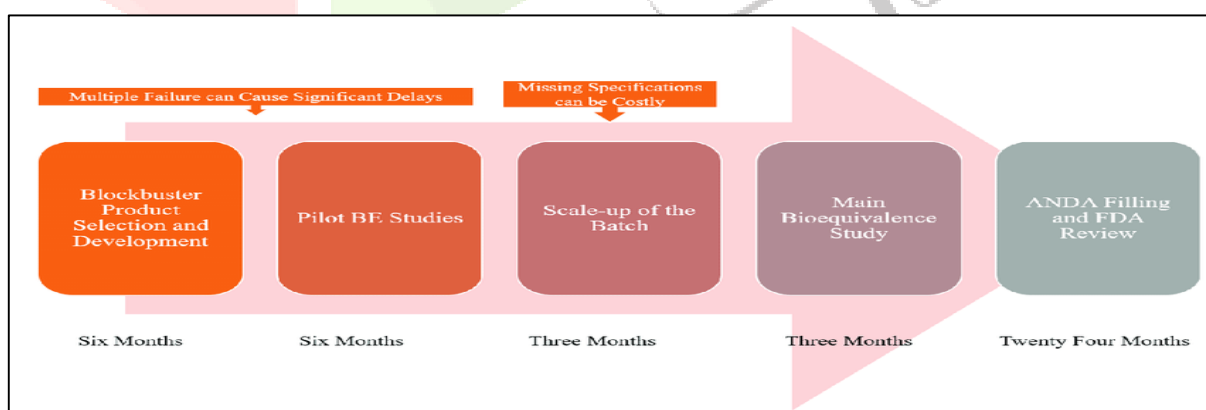 Multiple Failure can Cause Significant Delays
Missing Specifications
can be Costly
Blockbuster
Product
Selection and
Development
Pilot BE Studies
Scale-up of the
Batch
Main
Bioequivalence
Study
ANDA Filling
and FDA
Review
Six Months
Six Months
Three Months
Three Months
Twenty Four Months